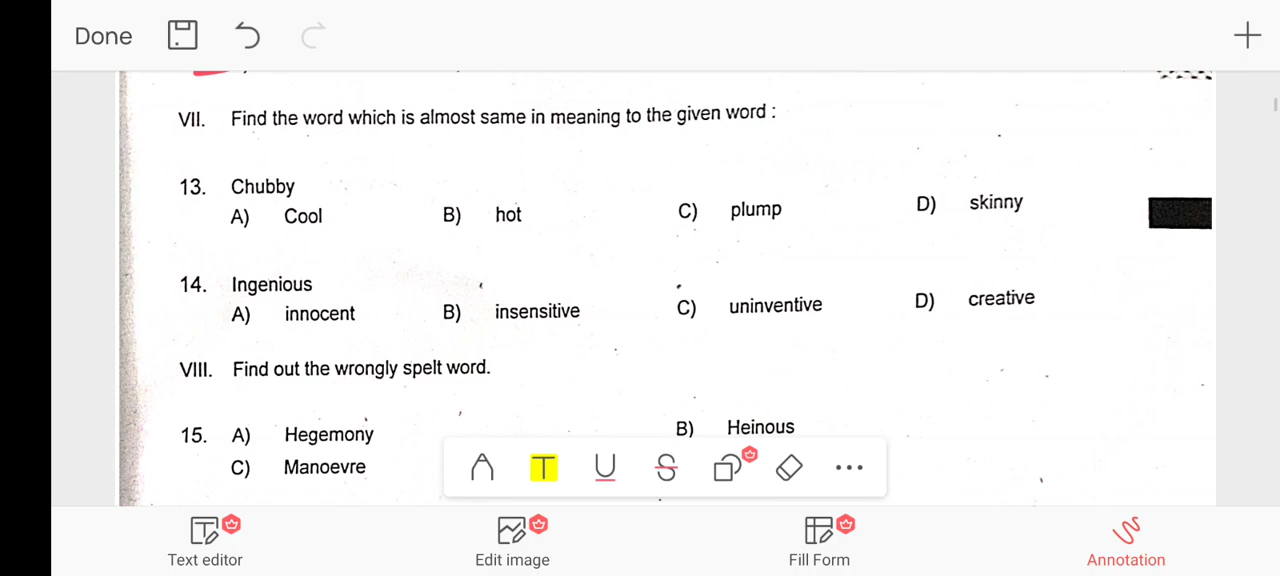 Done
VII. Find the word which is almost same in meaning to the given word :
13. Chubby
A) Cool B) hot C) plump D) skinny
14. Ingenious
A) innocent B) insensitive C) uninventive D) creative
VIII. Find out the wrongly spelt word.
15. A) Hegemony B) Heinous
C) Manoevre
T U S
Text editor Edit image Fill Form Annotation